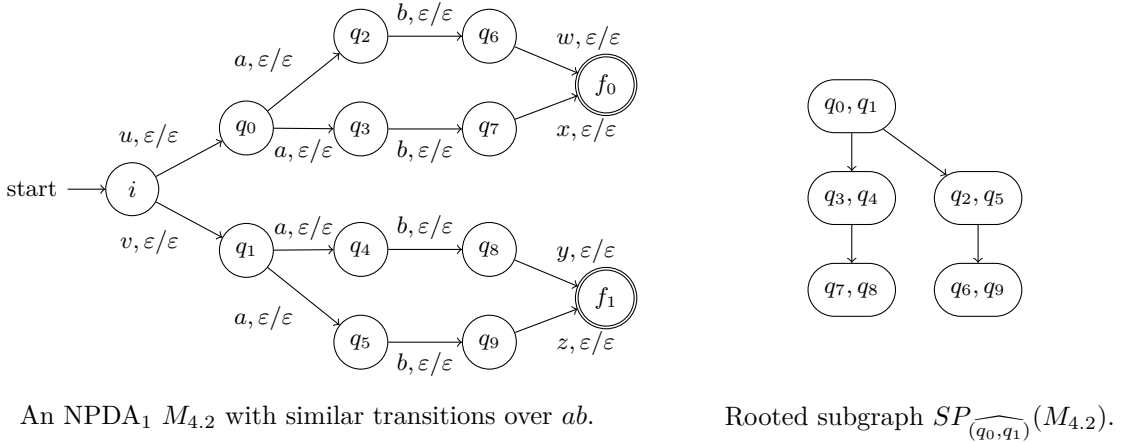 b, ε/ε
q₂
q₆
a, ε/ε
w, ε/ε
f₀
u, ε/ε
q₀
q₃
q₇
a, ε/ε
b, ε/ε
x, ε/ε
start
i
v, ε/ε
q₁
a, ε/ε
q₄
b, ε/ε
q₈
y, ε/ε
f₁
a, ε/ε
q₅
q₉
b, ε/ε
z, ε/ε
An NPDA₁ M₄.₂ with similar transitions over ab.
q₀, q₁
q₃, q₄
q₂, q₅
q₇, q₈
q₆, q₉
Rooted subgraph SP_{\widehat{(q₀,q₁)}}(M₄.₂).